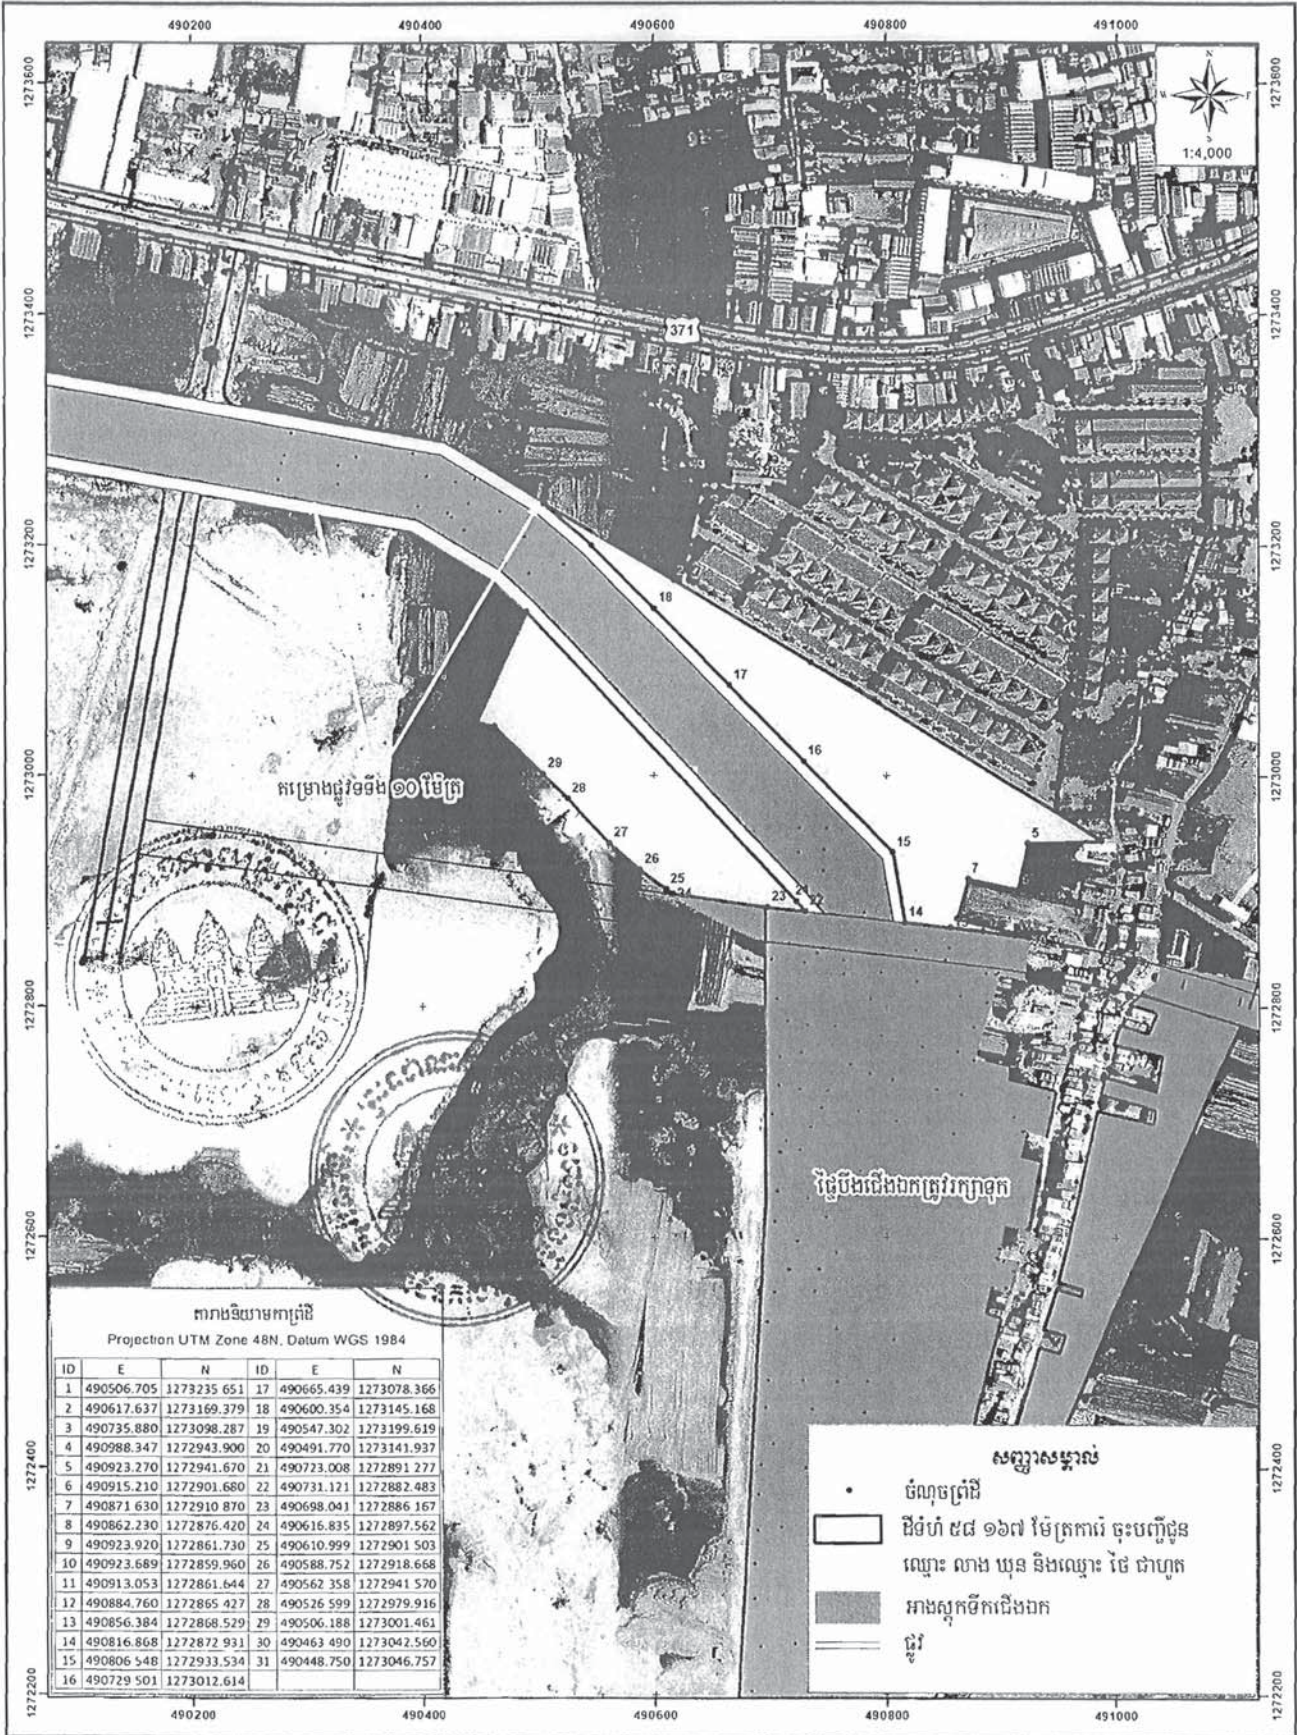 490200 490400 490600 490800 491000
1273600 1273600
N
W
S
1:4,000
371
1273400 1273400
1273200 1273200
18
17
16
15
5
7
14
29
28
27
26
25
24
23
22
1273000 1273000
គម្រោងផ្លូវទទឹង ១០ ម៉ែត្រ
1272800 1272800
ផ្ទៃបឹងជើងឯកត្រូវរក្សាទុក
1272600 1272600
តារាងនិយាមកាព្រំដី
Projection UTM Zone 48N, Datum WGS 1984
ID E N ID E N
1 490506.705 1273235 651 17 490665.439 1273078.366
2 490617.637 1273169.379 18 490600.354 1273145.168
3 490735.880 1273098.287 19 490547.302 1273199.619
4 490988.347 1272943.900 20 490491.770 1273141.937
5 490923.270 1272941.670 21 490723.008 1272891 277
6 490915.210 1272901.680 22 490731.121 1272882.483
7 490871 630 1272910 870 23 490698.041 1272886 167
8 490862.230 1272876.420 24 490616.835 1272897.562
9 490923.920 1272861.730 25 490610.999 1272901 503
10 490923.689 1272859.960 26 490588.752 1272918.668
11 490913.053 1272861.644 27 490562 358 1272941 570
12 490884.760 1272865 427 28 490526 599 1272979.916
13 490856.384 1272868.529 29 490506.188 1273001.461
14 490816.868 1272872 931 30 490463 490 1273042.560
15 490806 548 1272933.534 31 490448.750 1273046.757
16 490729 501 1273012.614
1272400 1272400
សញ្ញាសម្គាល់
ចំណុចព្រំដី
ដីទំហំ ៥៨ ១៦៧ ម៉ែត្រការ៉េ ចុះបញ្ជីជូន
ឈ្មោះ លាង ឃុន និងឈ្មោះ ថៃ ជាហួត
អាងស្តុកទឹកជើងឯក
ផ្លូវ
1272200 1272200
490200 490400 490600 490800 491000